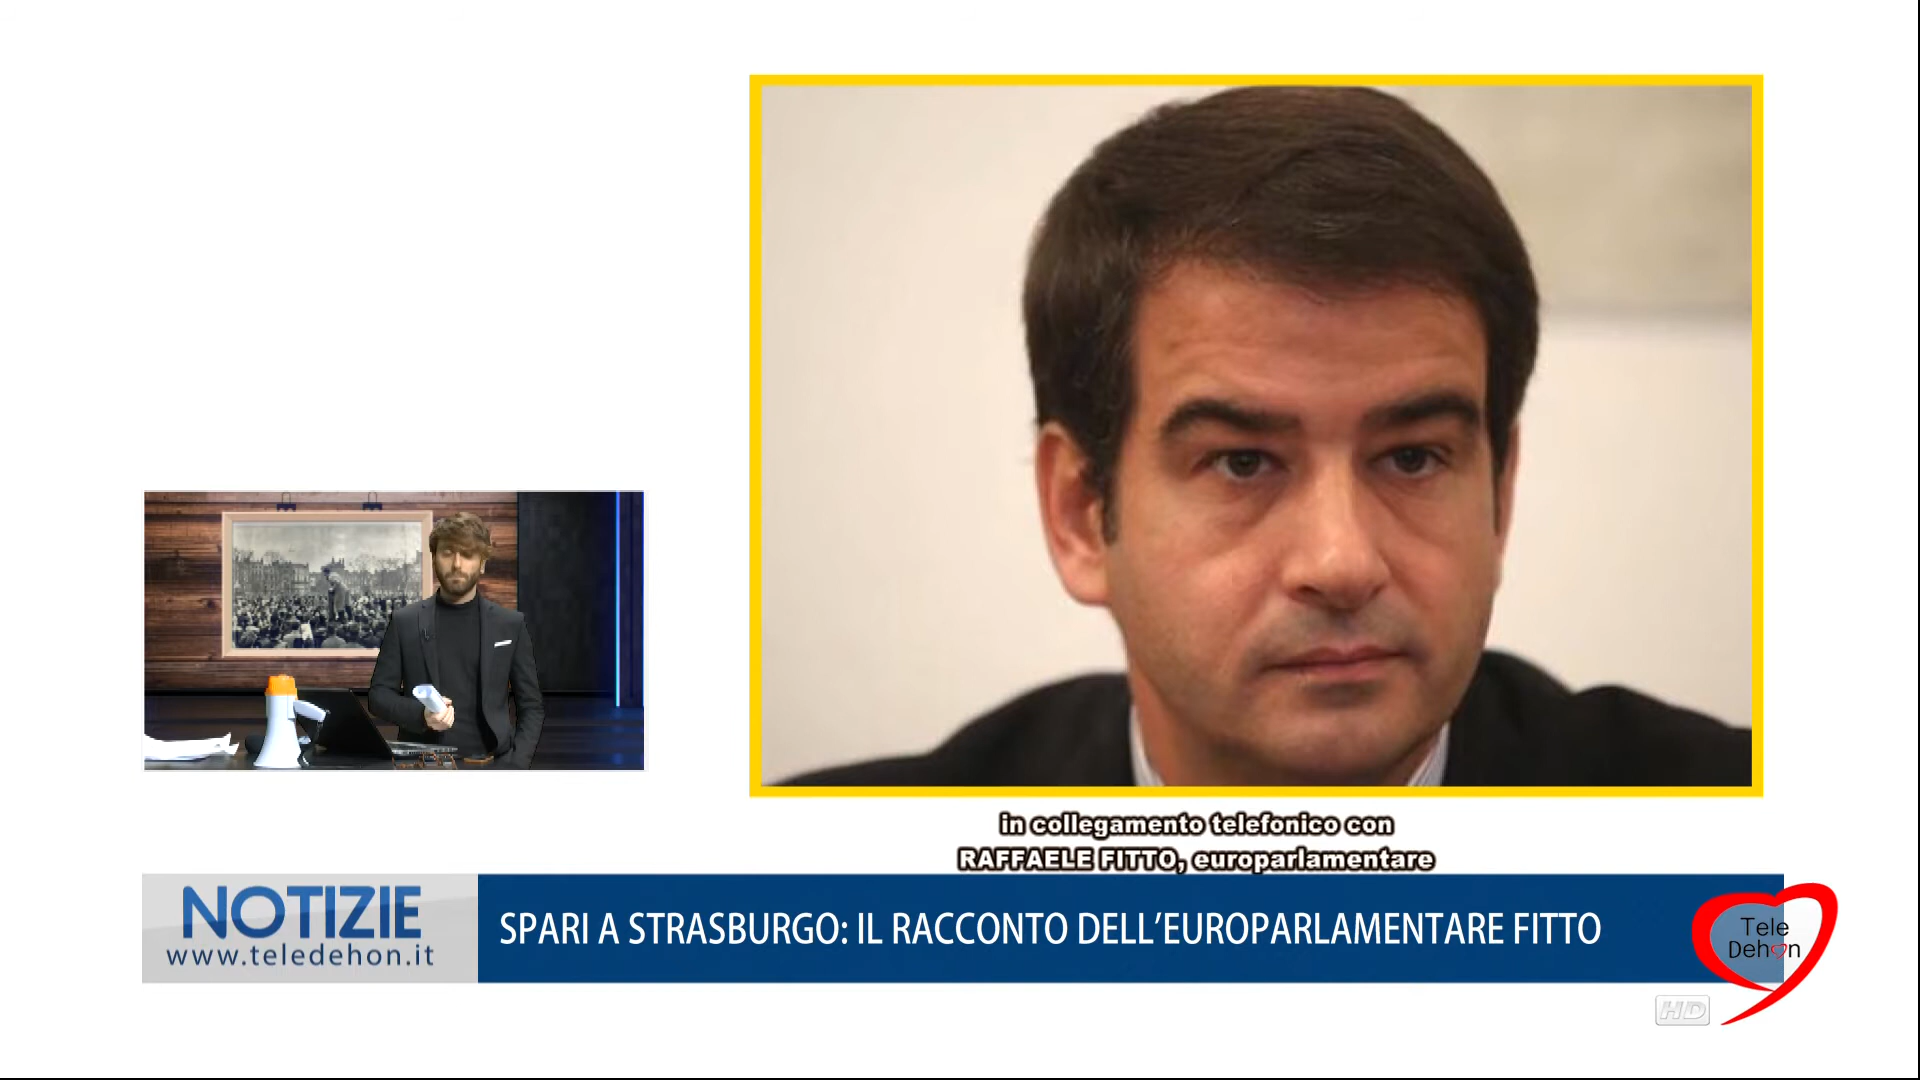 in collegamento telefonico con
RAFFAELE FITTO, europarlamentare
NOTIZIE
www.teledehon.it
SPARI A STRASBURGO: IL RACCONTO DELL'EUROPARLAMENTARE FITTO
Tele
Dehon
HD